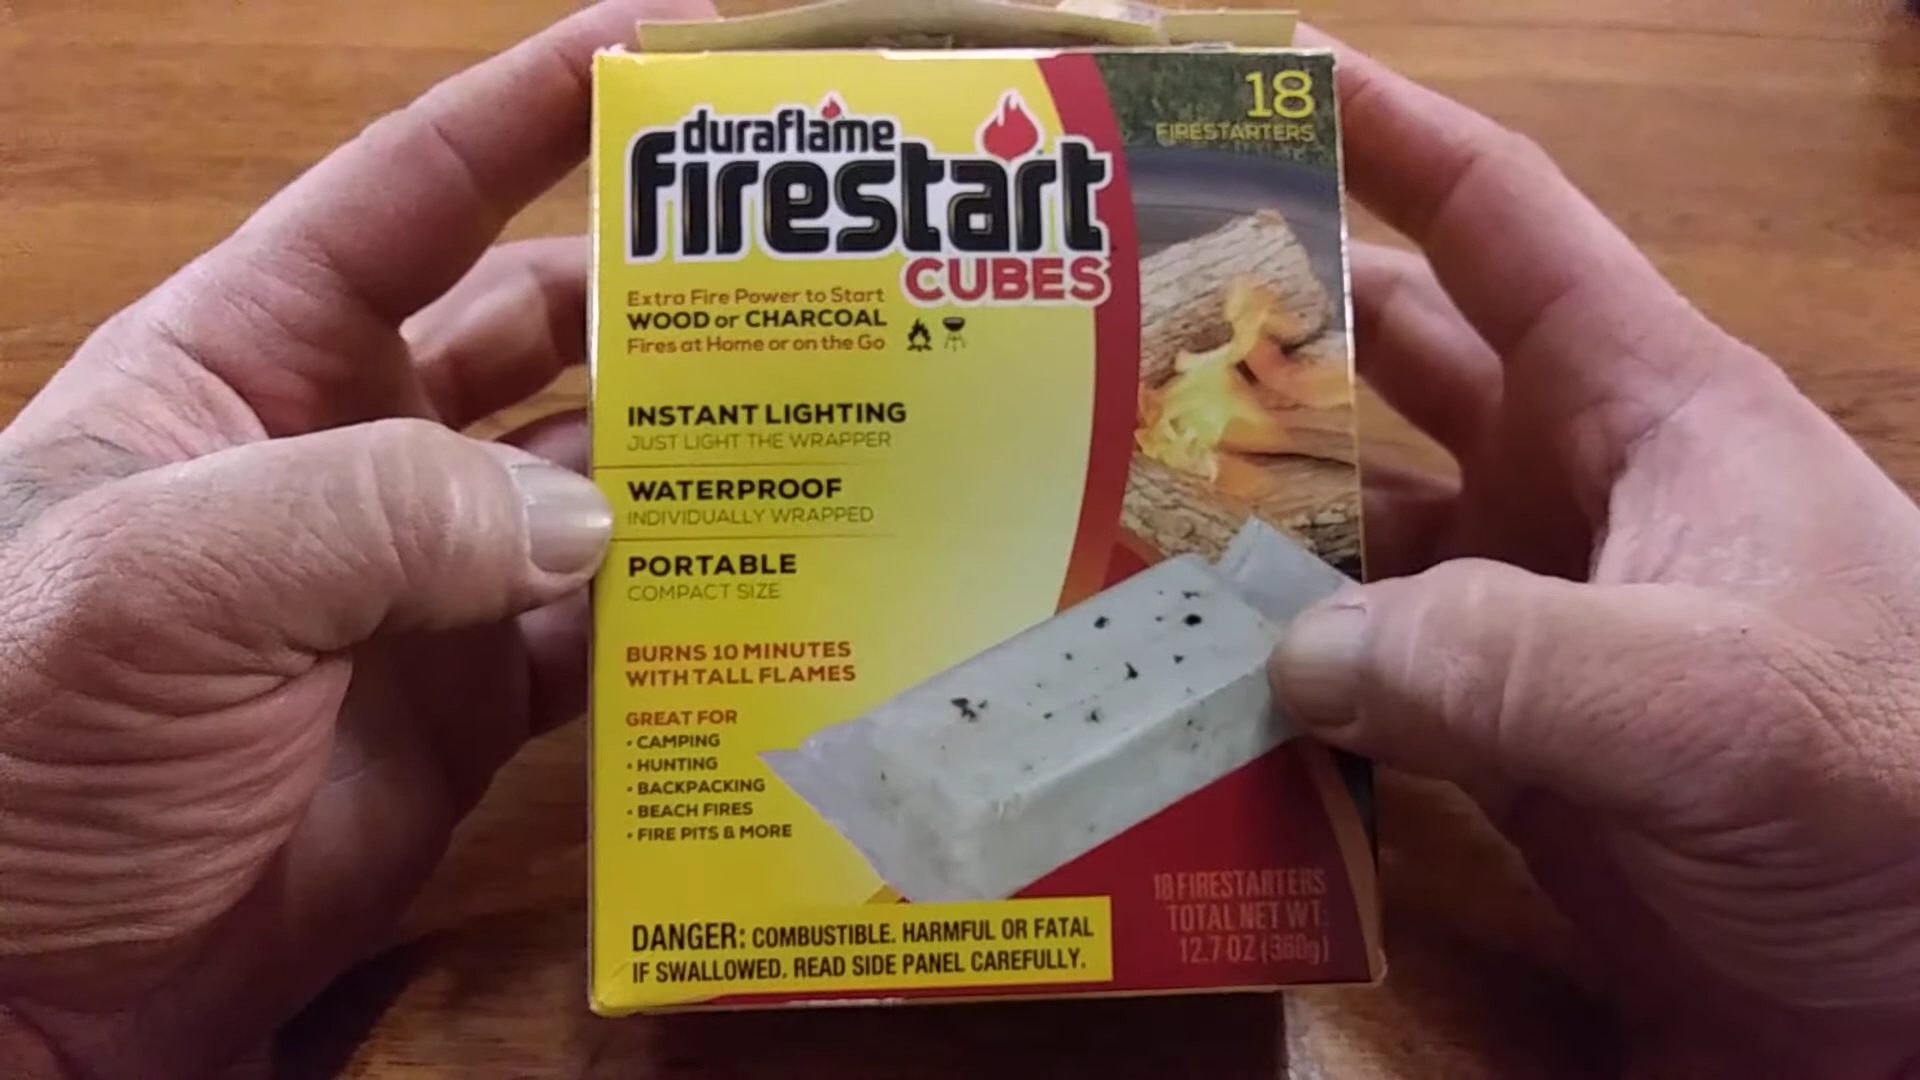 18
FIRESTARTERS
duraflame
firestart
CUBES
Extra Fire Power to Start
WOOD or CHARCOAL
Fires at Home or on the Go
INSTANT LIGHTING
JUST LIGHT THE WRAPPER
WATERPROOF
INDIVIDUALLY WRAPPED
PORTABLE
COMPACT SIZE
BURNS 10 MINUTES
WITH TALL FLAMES
GREAT FOR
• CAMPING
• HUNTING
• BACKPACKING
• BEACH FIRES
• FIRE PITS & MORE
DANGER: COMBUSTIBLE. HARMFUL OR FATAL
IF SWALLOWED. READ SIDE PANEL CAREFULLY.
18 FIRESTARTERS
TOTAL NET WT:
12.7 OZ (360g)